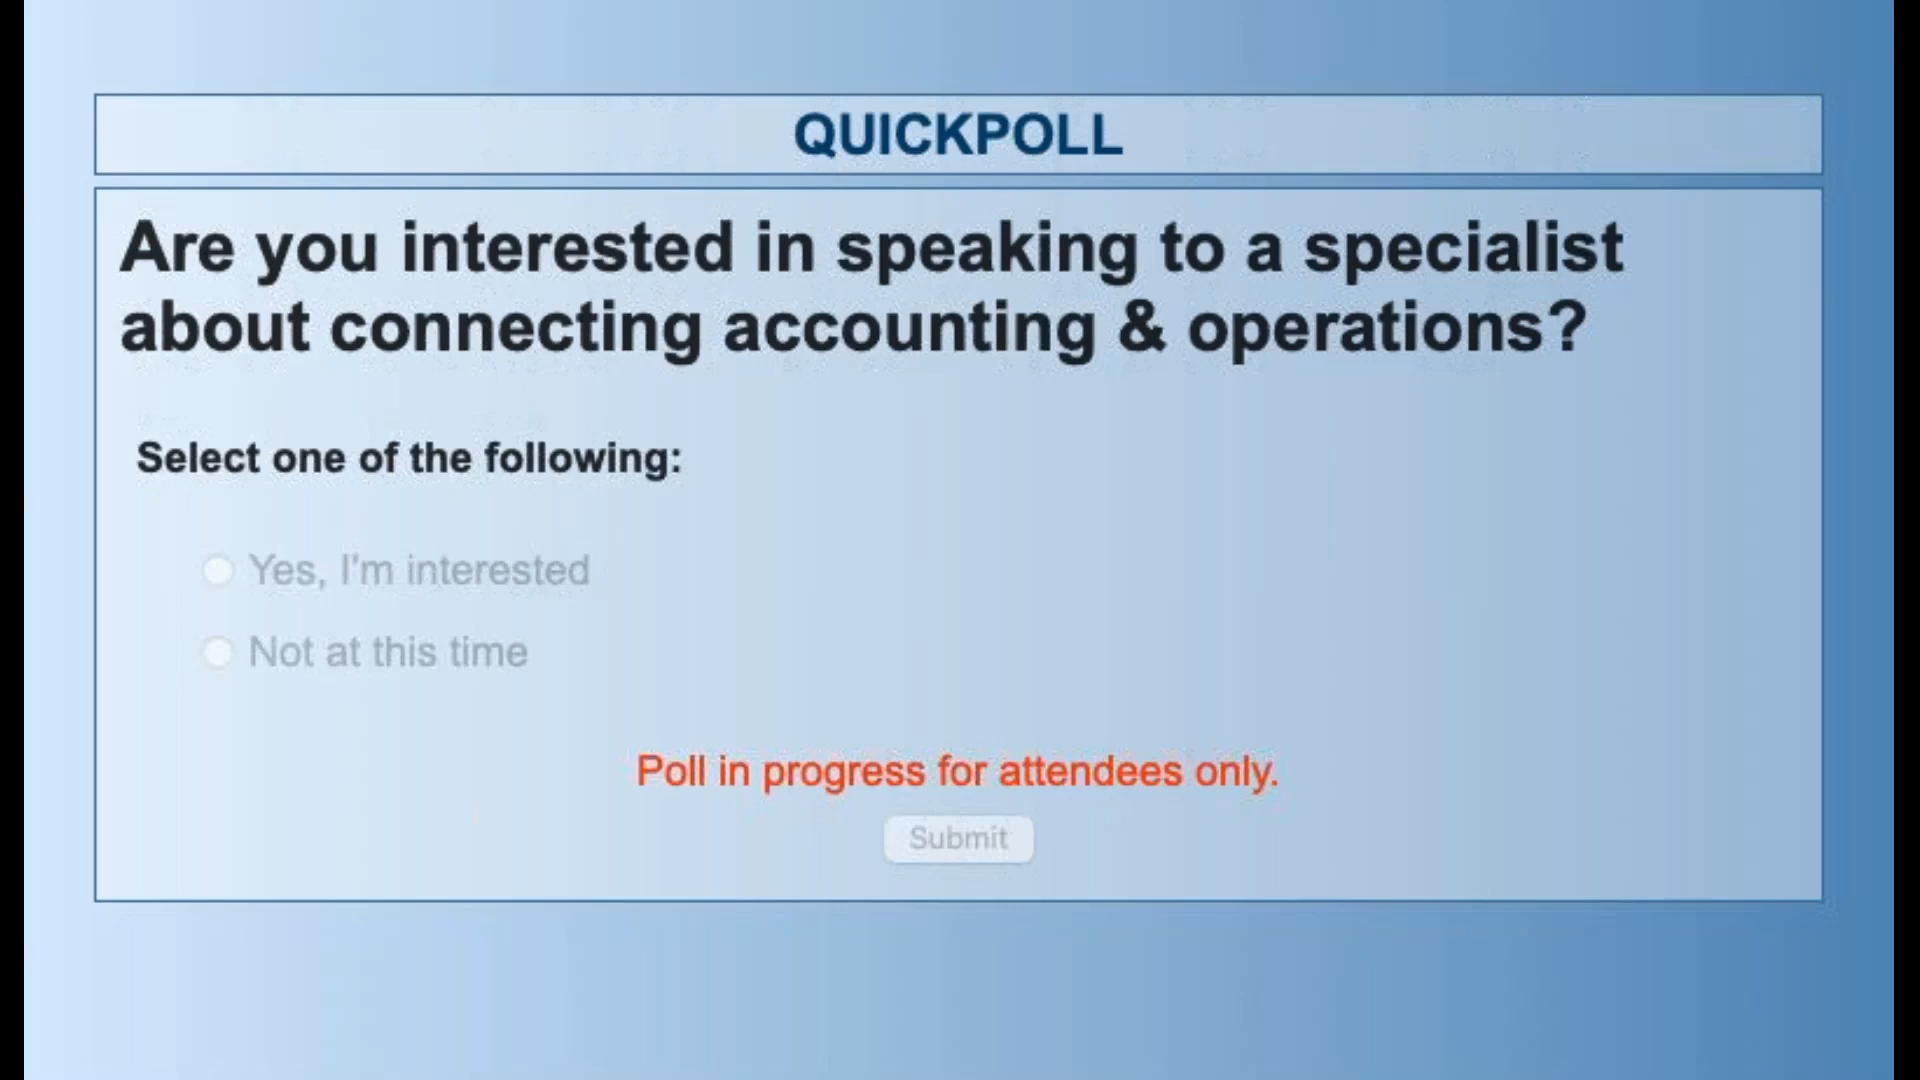 QUICKPOLL
Are you interested in speaking to a specialist
about connecting accounting & operations?
Select one of the following:
Yes, I'm interested
Not at this time
Poll in progress for attendees only.
Submit